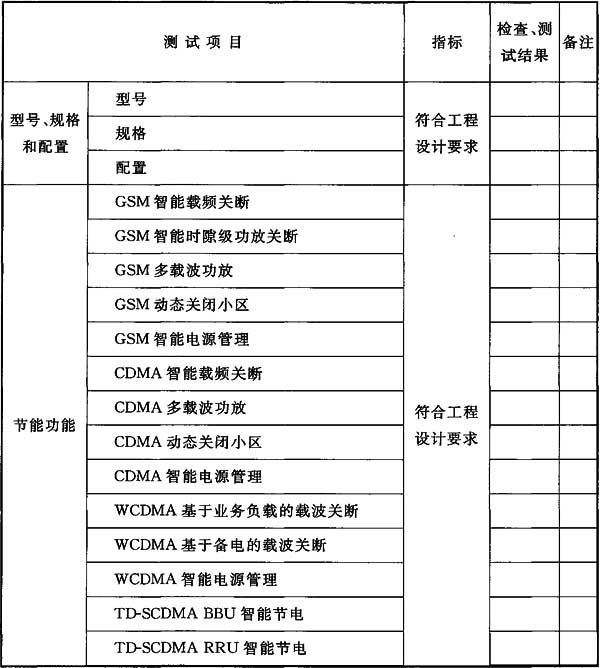 测试项目 指标 检查、测试结果 备注
型号、规格和配置 型号 符合工程设计要求
规格
配置
节能功能 GSM 智能载频关断 符合工程设计要求
GSM 智能时隙级功放关断
GSM 多载波功放
GSM 动态关闭小区
GSM 智能电源管理
CDMA 智能载频关断
CDMA 多载波功放
CDMA 动态关闭小区
CDMA 智能电源管理
WCDMA 基于业务负载的载波关断
WCDMA 基于备电的载波关断
WCDMA 智能电源管理
TD-SCDMA BBU 智能节电
TD-SCDMA RRU 智能节电